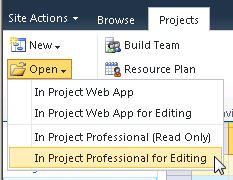 Site Actions Browse Projects
New Build Team
Open Resource Plan
In Project Web App
In Project Web App for Editing
In Project Professional (Read Only)
In Project Professional for Editing